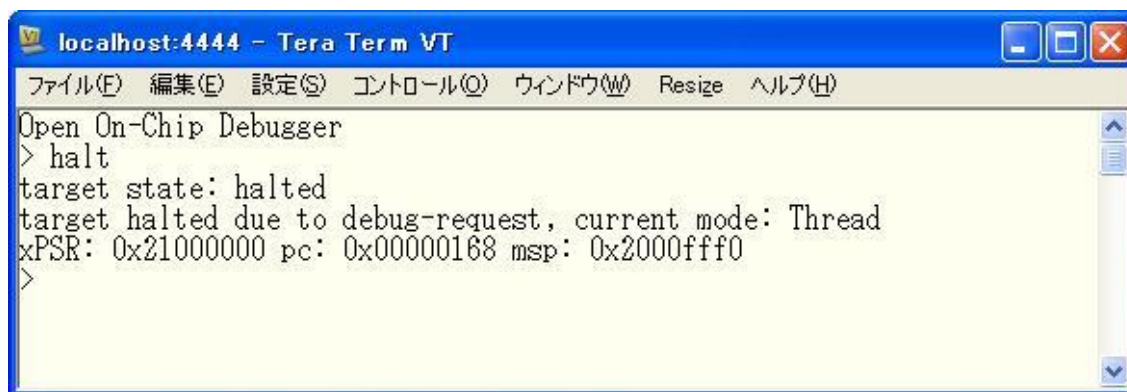 localhost:4444 - Tera Term VT
ファイル(F) 編集(E) 設定(S) コントロール(O) ウィンドウ(W) Resize ヘルプ(H)
Open On-Chip Debugger
> halt
target state: halted
target halted due to debug-request, current mode: Thread
xPSR: 0x21000000 pc: 0x00000168 msp: 0x2000fff0
>